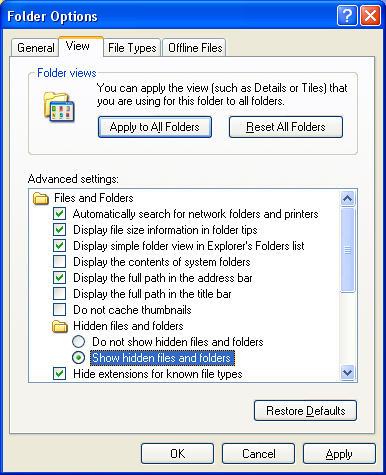 Folder Options
General View File Types Offline Files
Folder views
You can apply the view (such as Details or Tiles) that
you are using for this folder to all folders.
Apply to All Folders Reset All Folders
Advanced settings:
Files and Folders
Automatically search for network folders and printers
Display file size information in folder tips
Display simple folder view in Explorer's Folders list
Display the contents of system folders
Display the full path in the address bar
Display the full path in the title bar
Do not cache thumbnails
Hidden files and folders
Do not show hidden files and folders
Show hidden files and folders
Hide extensions for known file types
Restore Defaults
OK Cancel Apply